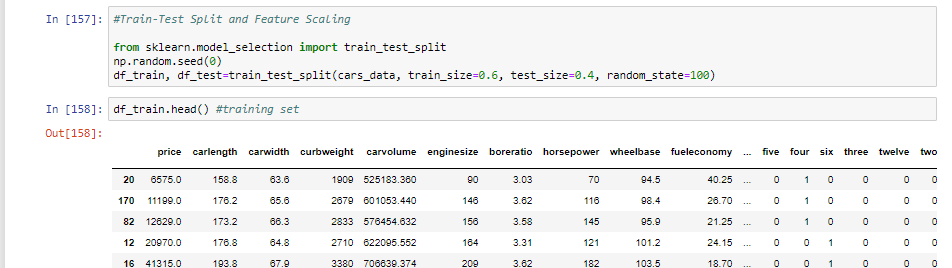 In [157]: #Train-Test Split and Feature Scaling
from sklearn.model_selection import train_test_split
np.random.seed(0)
df_train, df_test=train_test_split(cars_data, train_size=0.6, test_size=0.4, random_state=100)
In [158]: df_train.head() #training set
Out[158]:
price carlength carwidth curbweight carvolume enginesize boreratio horsepower wheelbase fueleconomy ... five four six three twelve two
20 6575.0 158.8 63.6 1909 525183.360 90 3.03 70 94.5 40.25 ... 0 1 0 0 0 0
170 11199.0 176.2 65.6 2679 601053.440 146 3.62 116 98.4 26.70 ... 0 1 0 0 0 0
82 12629.0 173.2 66.3 2833 576454.632 156 3.58 145 95.9 21.25 ... 0 1 0 0 0 0
12 20970.0 176.8 64.8 2710 622095.552 164 3.31 121 101.2 24.15 ... 0 0 1 0 0 0
16 41315.0 193.8 67.9 3380 706639.374 209 3.62 182 103.5 18.70 ... 0 0 1 0 0 0